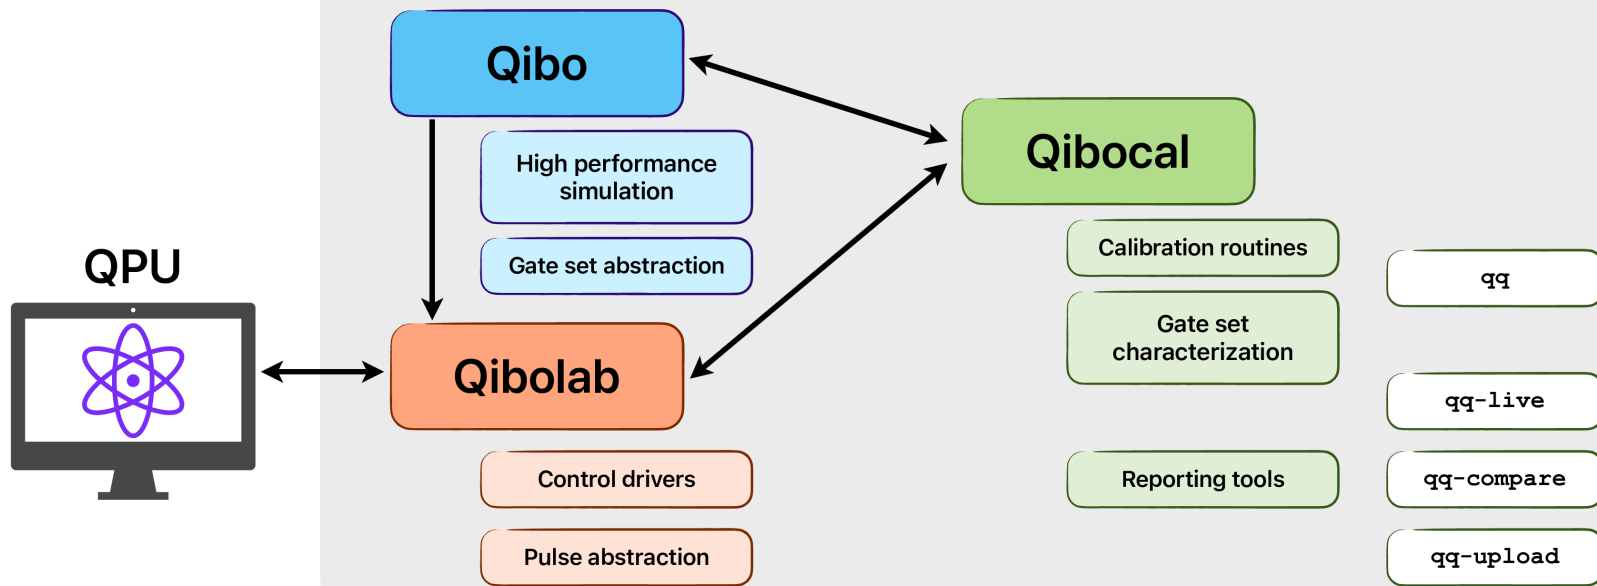 Qibo
High performance
simulation
Gate set abstraction
Qibocal
Calibration routines
Gate set
characterization
Reporting tools
qq
qq-live
qq-compare
qq-upload
QPU
Qibolab
Control drivers
Pulse abstraction